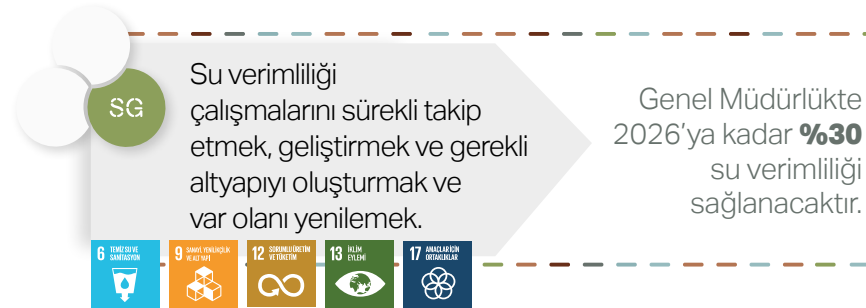 SG
Su verimliliği
çalışmalarını sürekli takip
etmek, geliştirmek ve gerekli
altyapıyı oluşturmak ve
var olanı yenilemek.
Genel Müdürlükte
2026'ya kadar %30
su verimliliği
sağlanacaktır.
6 TEMİZ SU VE
SANİTASYON
9 SANAYİ, YENİLİKÇİLİK
VE ALTYAPI
12 SORUMLU ÜRETİM
VE TÜKETİM
13 İKLİM
EYLEMİ
17 AMAÇLAR İÇİN
ORTAKLIKLAR